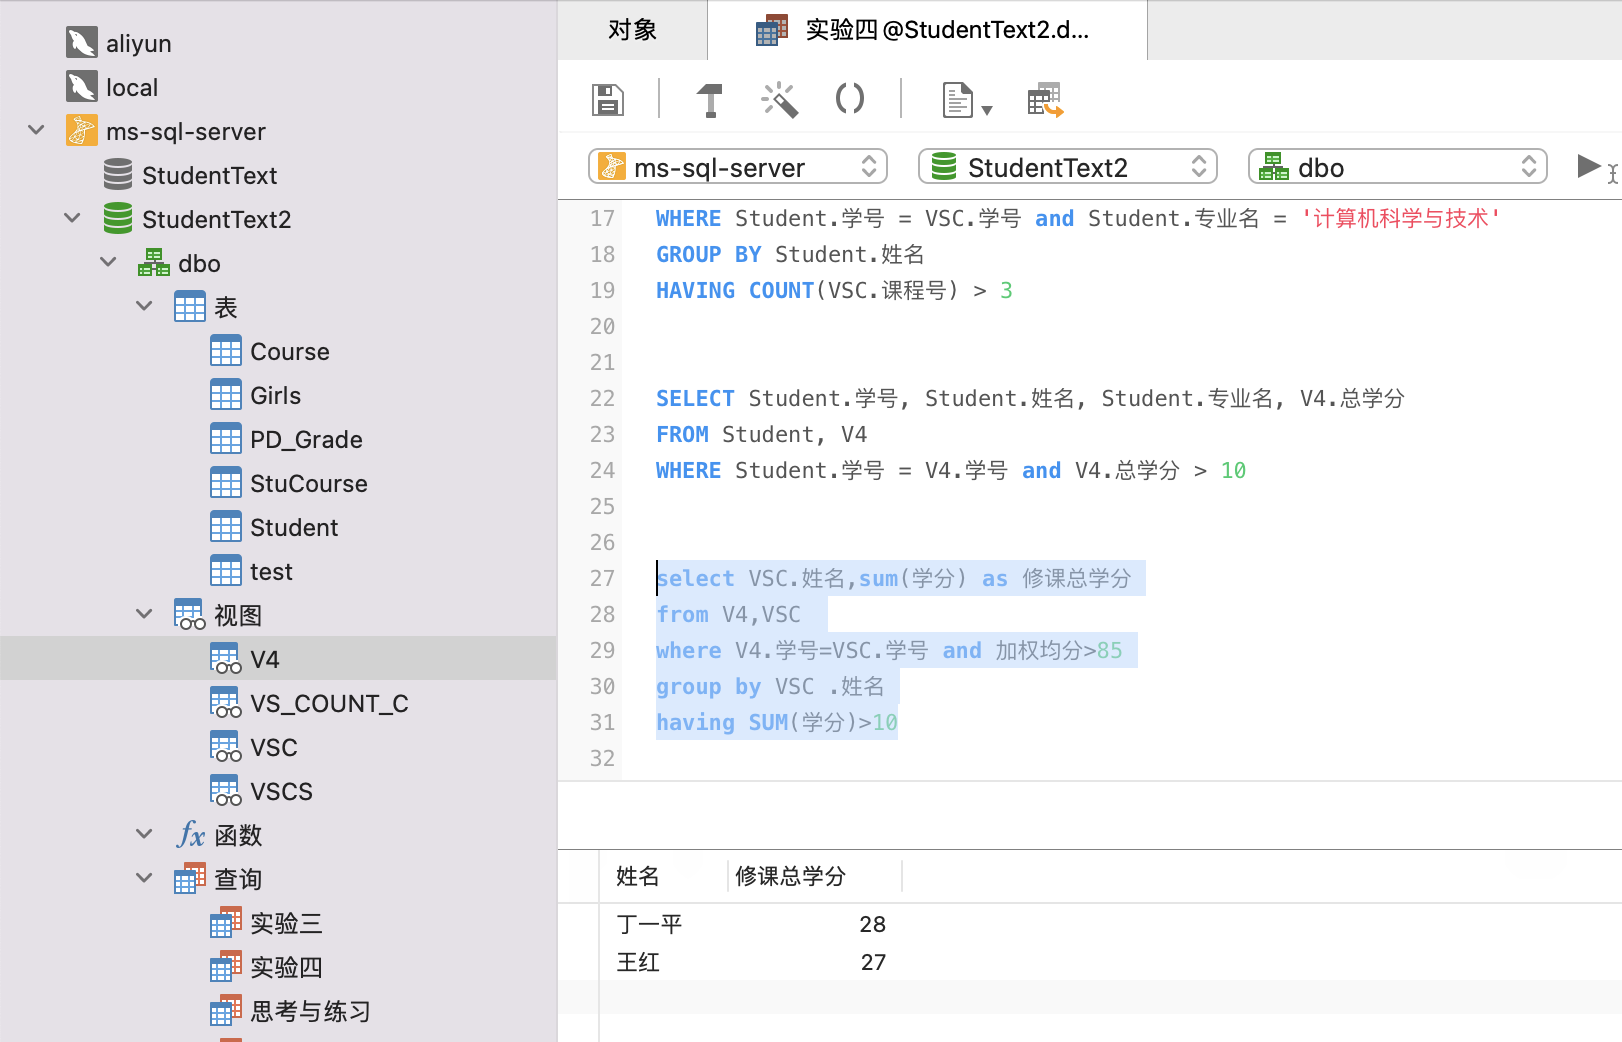 aliyun
local
ms-sql-server
StudentText
StudentText2
dbo
表
Course
Girls
PD_Grade
StuCourse
Student
test
视图
V4
VS_COUNT_C
VSC
VSCS
fx 函数
查询
实验三
实验四
思考与练习
对象
实验四@StudentText2.d...
ms-sql-server
StudentText2
dbo
17 WHERE Student.学号 = VSC.学号 and Student.专业名 = '计算机科学与技术'
18 GROUP BY Student.姓名
19 HAVING COUNT(VSC.课程号) > 3
20
21
22 SELECT Student.学号, Student.姓名, Student.专业名, V4.总学分
23 FROM Student, V4
24 WHERE Student.学号 = V4.学号 and V4.总学分 > 10
25
26
27 select VSC.姓名,sum(学分) as 修课总学分
28 from V4,VSC
29 where V4.学号=VSC.学号 and 加权均分>85
30 group by VSC .姓名
31 having SUM(学分)>10
32
姓名 修课总学分
丁一平 28
王红 27